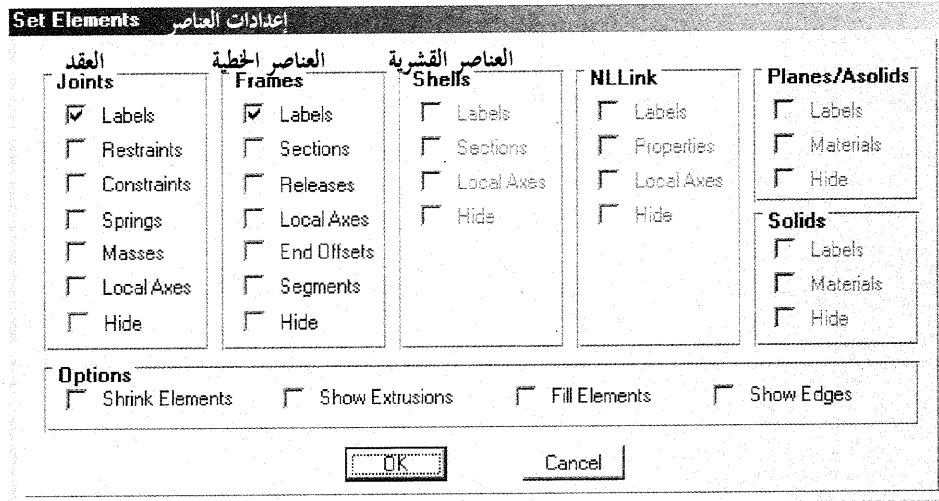 Set Elements إعدادات العناصر
العقد العناصر الخطية العناصر القشرية
Joints Frames Shells NLLink Planes/Asolids
Labels Labels Labels Labels Labels
Restraints Sections Sections Properties Materials
Constraints Releases Local Axes Local Axes Hide
Springs Local Axes Hide Hide Solids
Masses End Offsets Labels
Local Axes Segments Materials
Hide Hide Hide
Options
Shrink Elements Show Extrusions Fill Elements Show Edges
OK Cancel